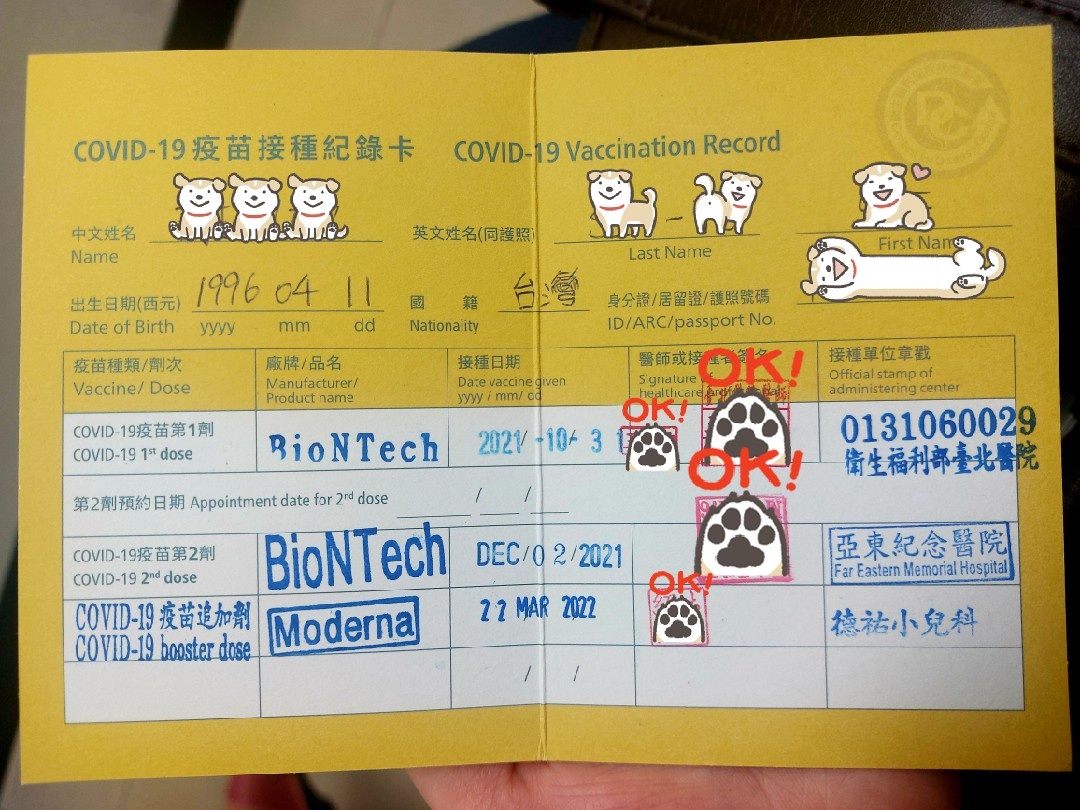 COVID-19 疫苗接種紀錄卡 COVID-19 Vaccination Record
中文姓名 英文姓名(同護照)
Name Last Name First Name
出生日期(西元) 1996 04 11 國籍 台灣 身分證/居留證/護照號碼
Date of Birth yyyy mm dd Nationality ID/ARC/passport No.
疫苗種類/劑次 廠牌/品名 接種日期 醫師或接種者簽名 接種單位章戳
Vaccine/ Dose Manufacturer/ Date vaccine given Signature Official stamp of
Product name yyyy / mm/ dd healthcare administering center
OK!
OK!
COVID-19疫苗第1劑 BioNTech 2021/ -10- 3 0131060029
COVID-19 1st dose 衛生福利部臺北醫院
OK!
第2劑預約日期 Appointment date for 2nd dose / /
COVID-19疫苗第2劑 BioNTech DEC/02/2021 亞東紀念醫院
COVID-19 2nd dose Far Eastern Memorial Hospital
OK!
COVID-19 疫苗追加劑 Moderna 22 MAR 2022 德祐小兒科
COVID-19 booster dose
/ /